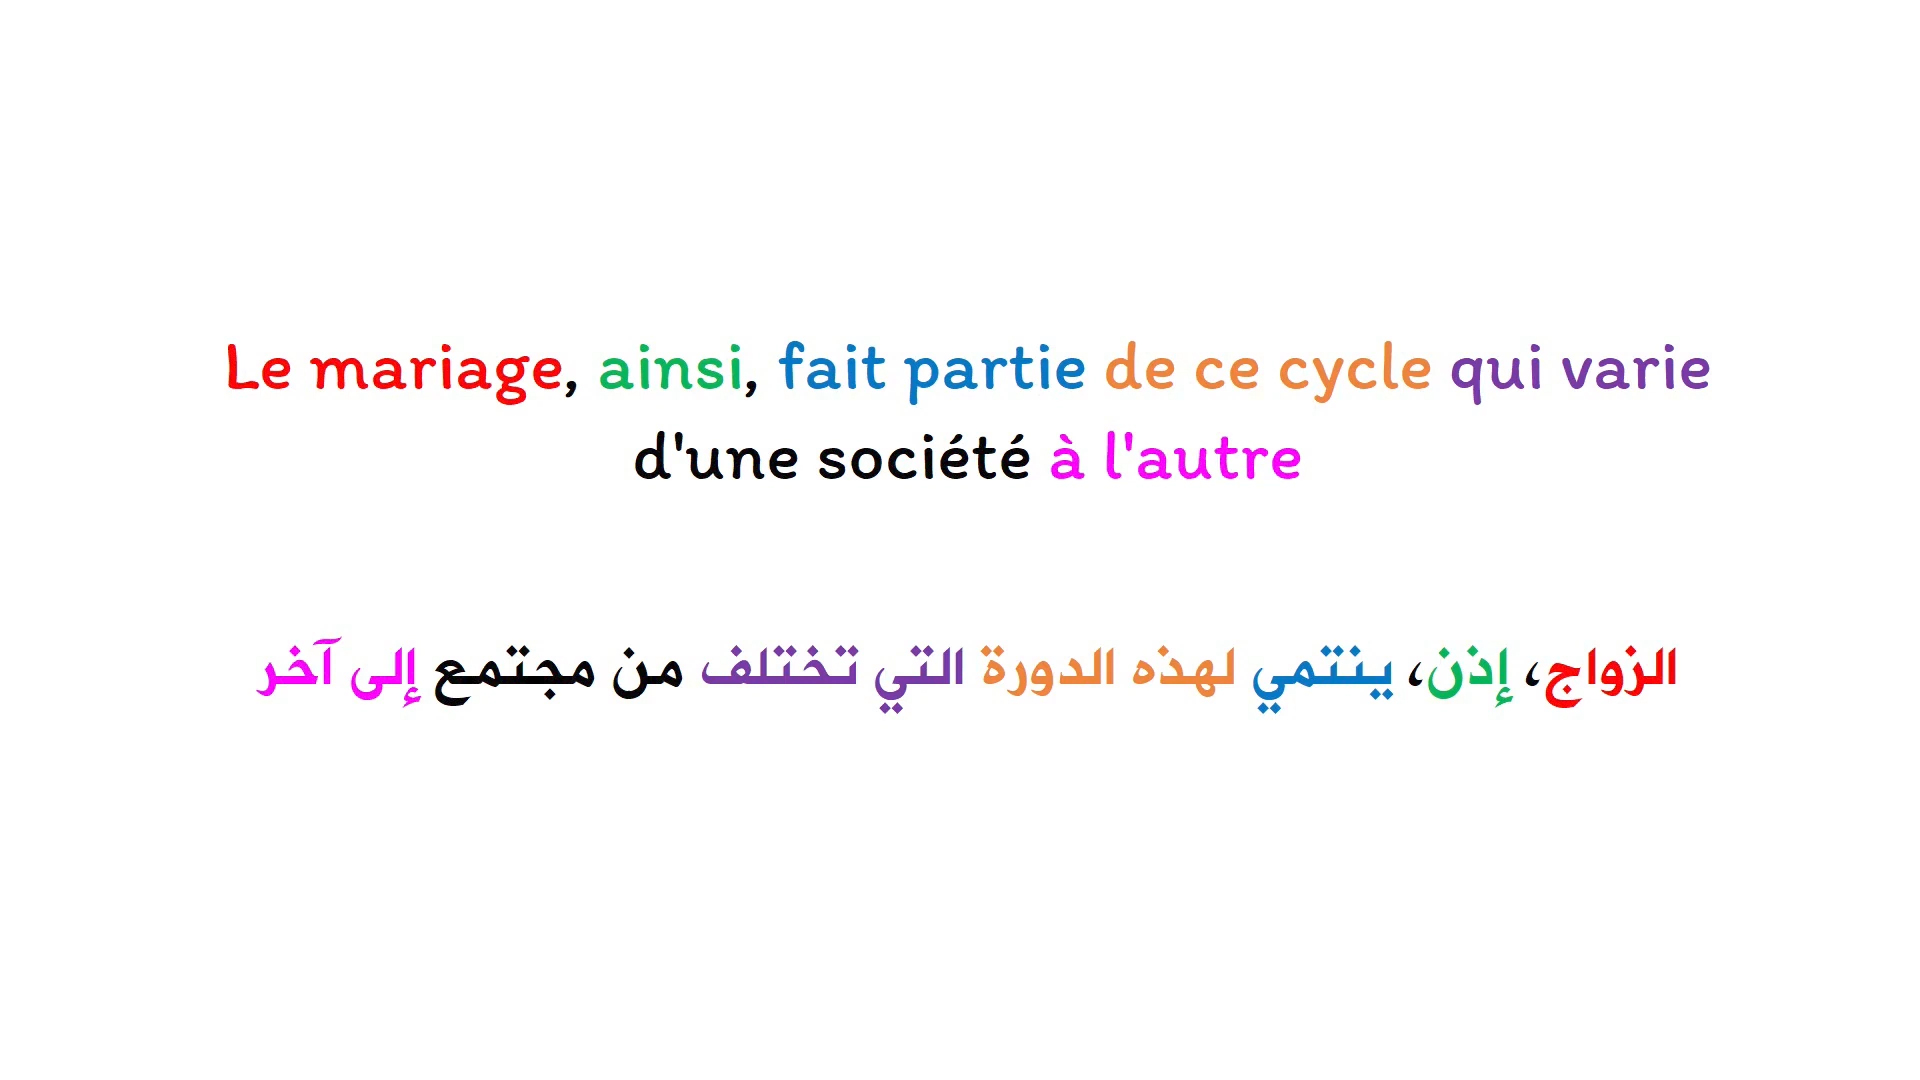 Le mariage, ainsi, fait partie de ce cycle qui varie
d'une société à l'autre
الزواج، إذن، ينتمي لهذه الدورة التي تختلف من مجتمع إلى آخر